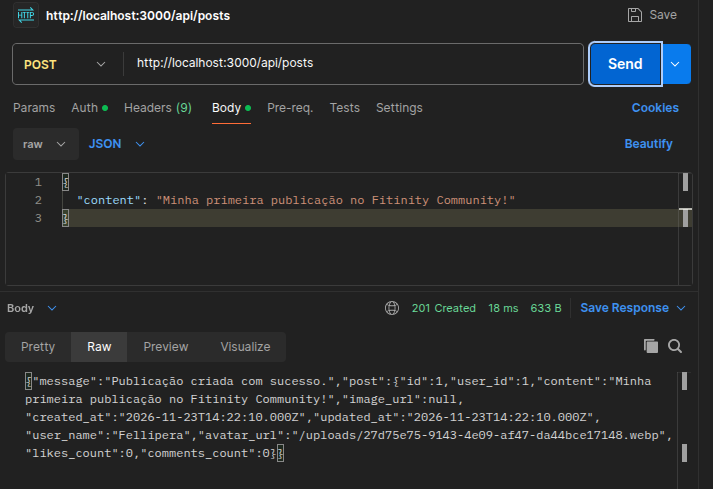 HTTP http://localhost:3000/api/posts Save
POST http://localhost:3000/api/posts Send
Params Auth Headers (9) Body Pre-req. Tests Settings Cookies
raw JSON Beautify
1 {
2 "content": "Minha primeira publicação no Fitinity Community!"
3 }
Body 201 Created 18 ms 633 B Save Response
Pretty Raw Preview Visualize
{"message":"Publicação criada com sucesso.","post":{"id":1,"user_id":1,"content":"Minha
primeira publicação no Fitinity Community!","image_url":null,
"created_at":"2026-11-23T14:22:10.000Z","updated_at":"2026-11-23T14:22:10.000Z",
"user_name":"Fellipera","avatar_url":"/uploads/27d75e75-9143-4e09-af47-da44bce17148.webp",
"likes_count":0,"comments_count":0}}